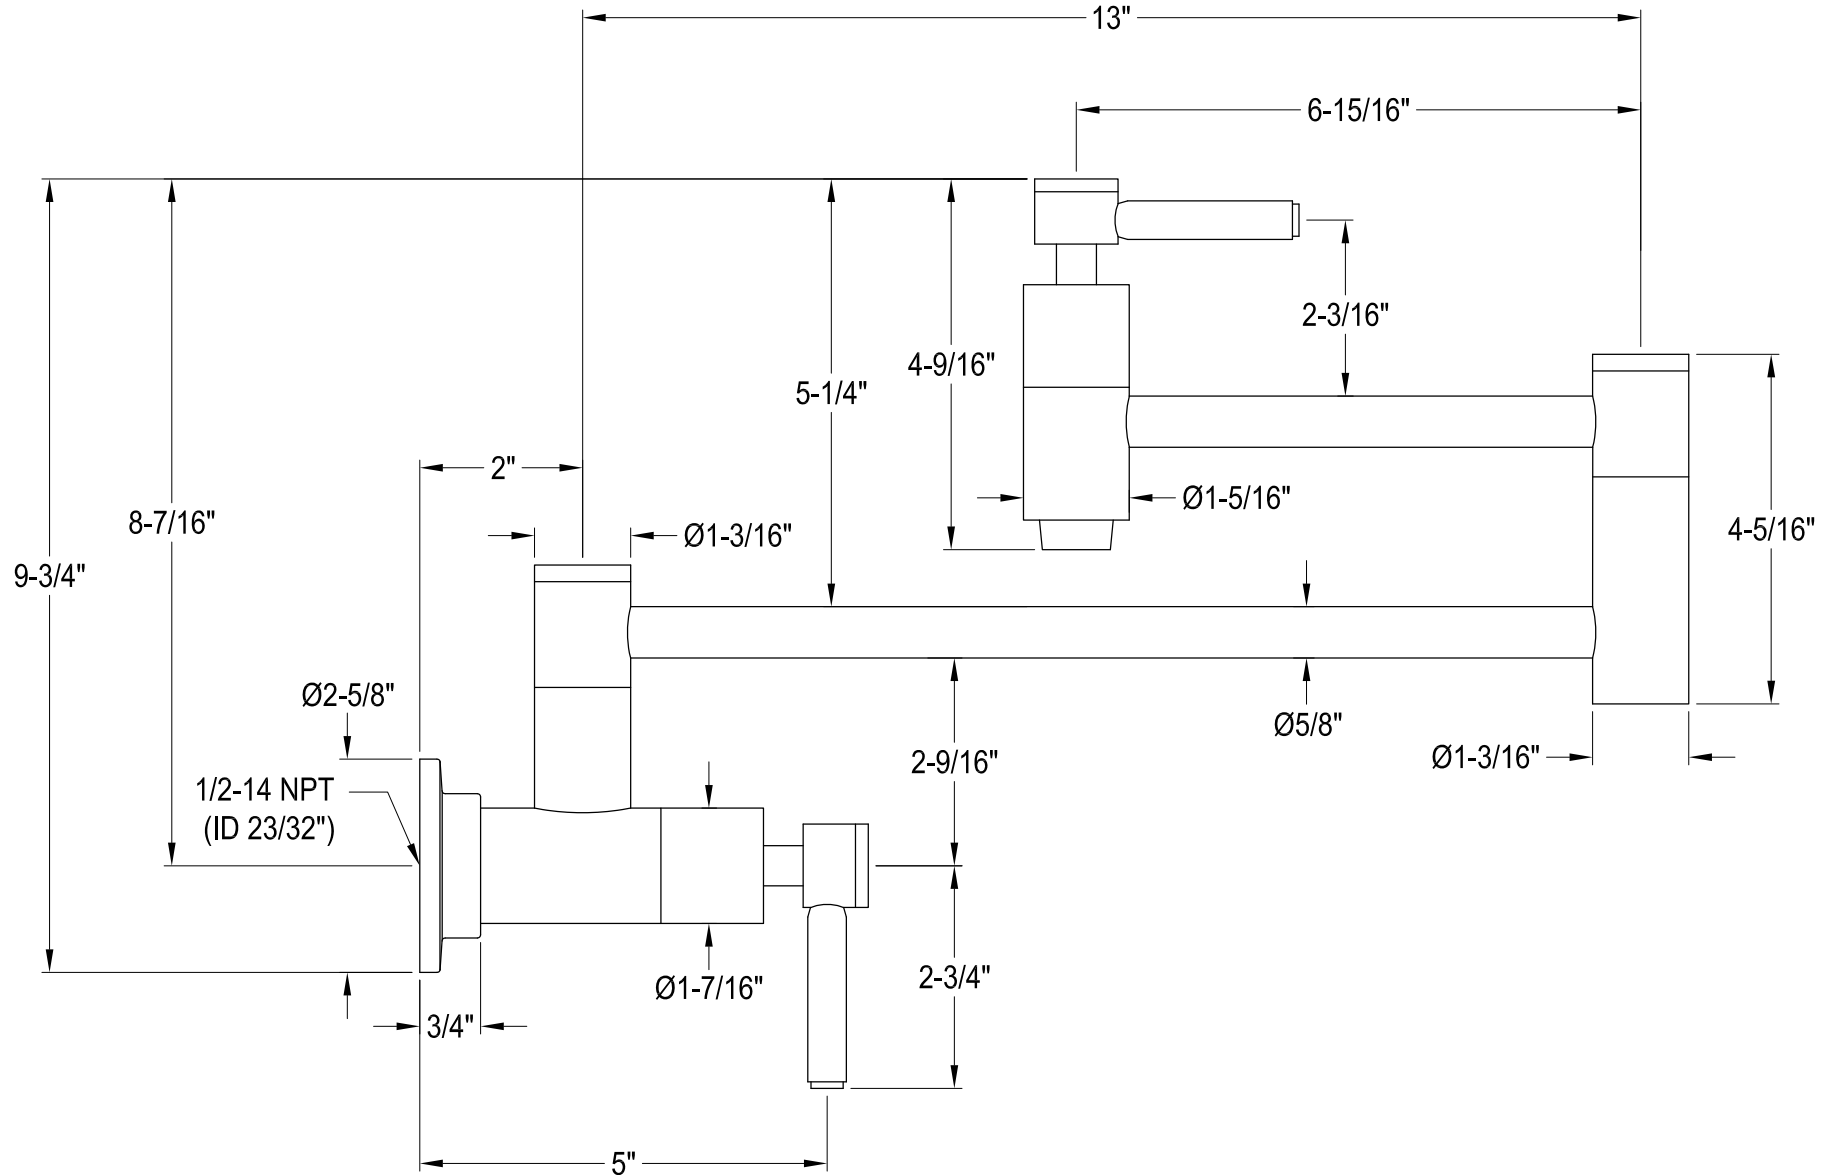 13"
6-15/16"
2-3/16"
4-9/16"
5-1/4"
2"
Ø1-5/16"
8-7/16"
Ø1-3/16"
4-5/16"
9-3/4"
Ø2-5/8"
Ø5/8"
2-9/16"
Ø1-3/16"
1/2-14 NPT
(ID 23/32")
2-3/4"
Ø1-7/16"
3/4"
5"